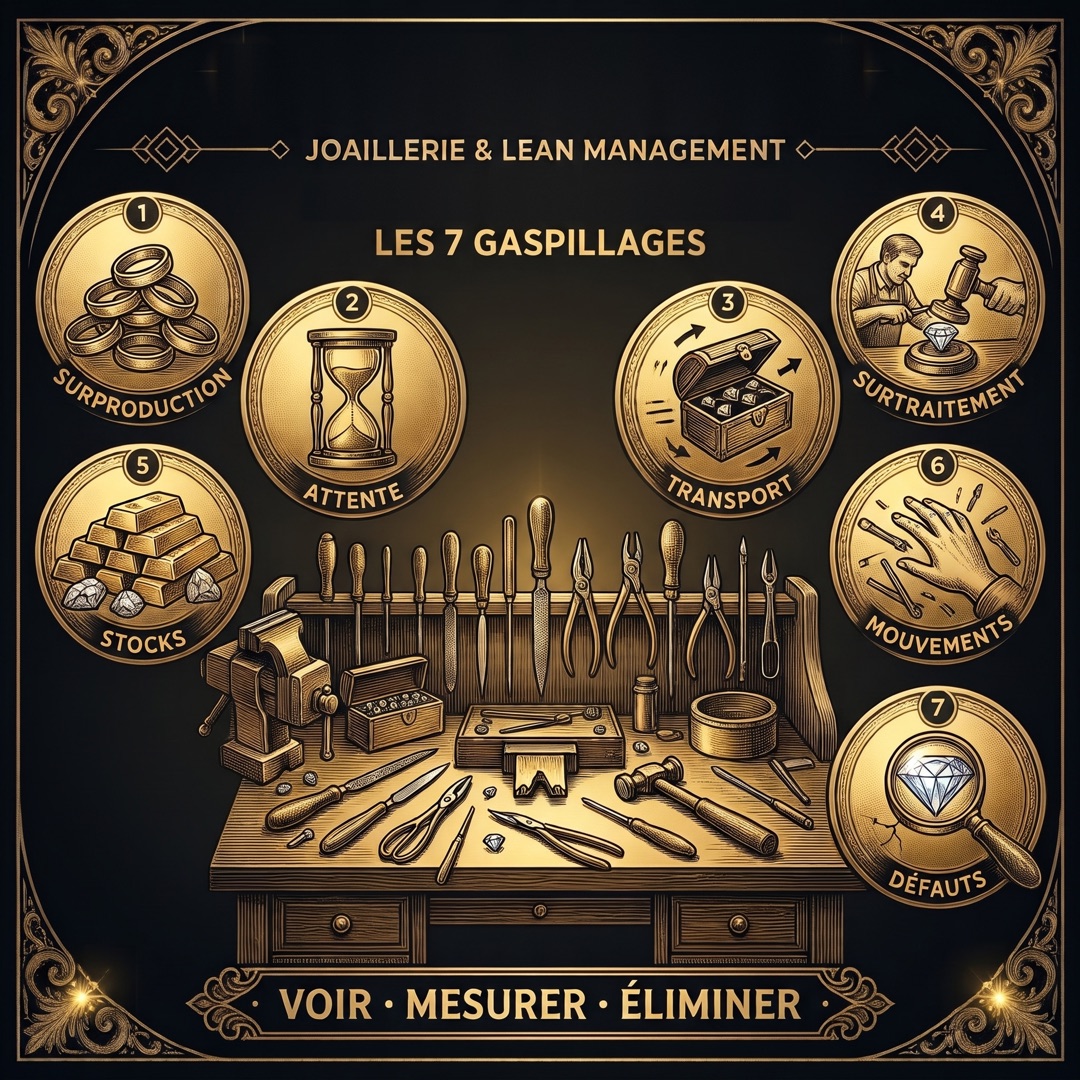 JOAILLERIE & LEAN MANAGEMENT
LES 7 GASPILLAGES
1
SURPRODUCTION
2
ATTENTE
3
TRANSPORT
4
SURTRAITEMENT
5
STOCKS
6
MOUVEMENTS
7
DÉFAUTS
VOIR · MESURER · ÉLIMINER